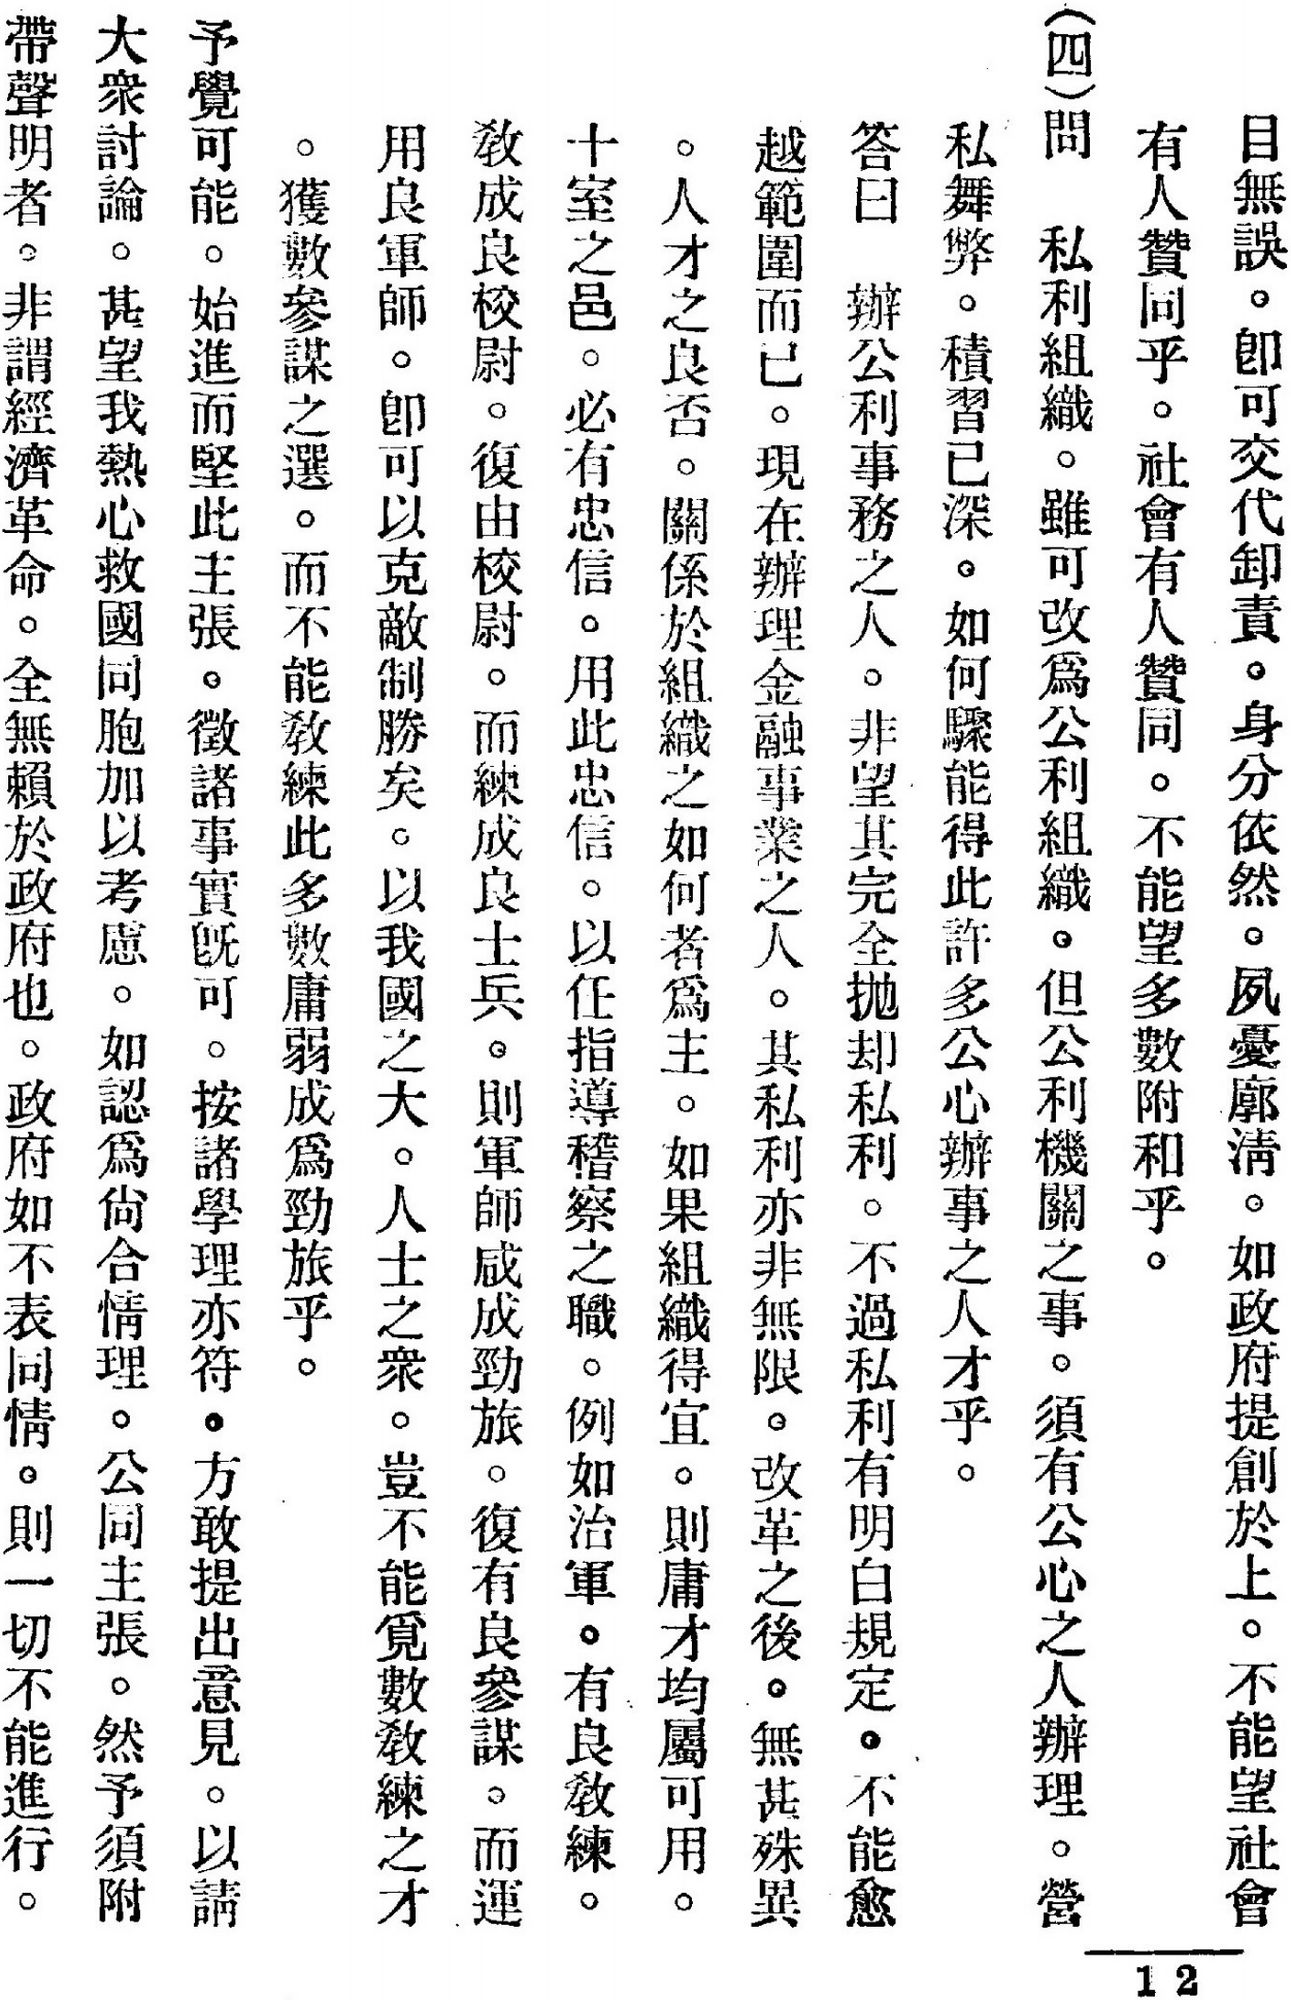 目無誤。卽可交代卸責。身分依然。夙憂廓淸。如政府提創於上。不能望社會
有人贊同乎。社會有人贊同。不能望多數附和乎。
（四）問　私利組織。雖可改爲公利組織。但公利機關之事。須有公心之人辦理。營
私舞弊。積習已深。如何驟能得此許多公心辦事之人才乎。
答曰　辦公利事務之人。非望其完全抛却私利。不過私利有明白規定。不能愈
越範圍而已。現在辦理金融事業之人。其私利亦非無限。改革之後。無甚殊異
。人才之良否。關係於組織之如何者爲主。如果組織得宜。則庸才均屬可用。
十室之邑。必有忠信。用此忠信。以任指導稽察之職。例如治軍。有良敎練。
敎成良校尉。復由校尉。而練成良士兵。則軍師咸成勁旅。復有良參謀。而運
用良軍師。卽可以克敵制勝矣。以我國之大。人士之衆。豈不能覓數敎練之才
。獲數參謀之選。而不能敎練此多數庸弱成爲勁旅乎。
予覺可能。始進而堅此主張。徵諸事實旣可。按諸學理亦符。方敢提出意見。以請
大衆討論。甚望我熱心救國同胞加以考慮。如認爲尙合情理。公同主張。然予須附
帶聲明者。非謂經濟革命。全無賴於政府也。政府如不表同情。則一切不能進行。
12